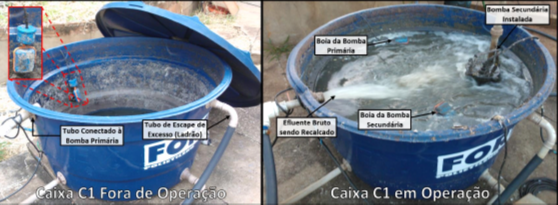 Tubo Conectado à
Bomba Primária
Tubo de Escape de
Excesso (Ladrão)
FOR
Caixa C1 Fora de Operação
Bomba Secundária
Instalada
Boia da Bomba
Primária
Boia da Bomba
Secundária
Efluente Bruto
sendo Recalcado
FOR
Caixa C1 em Operação